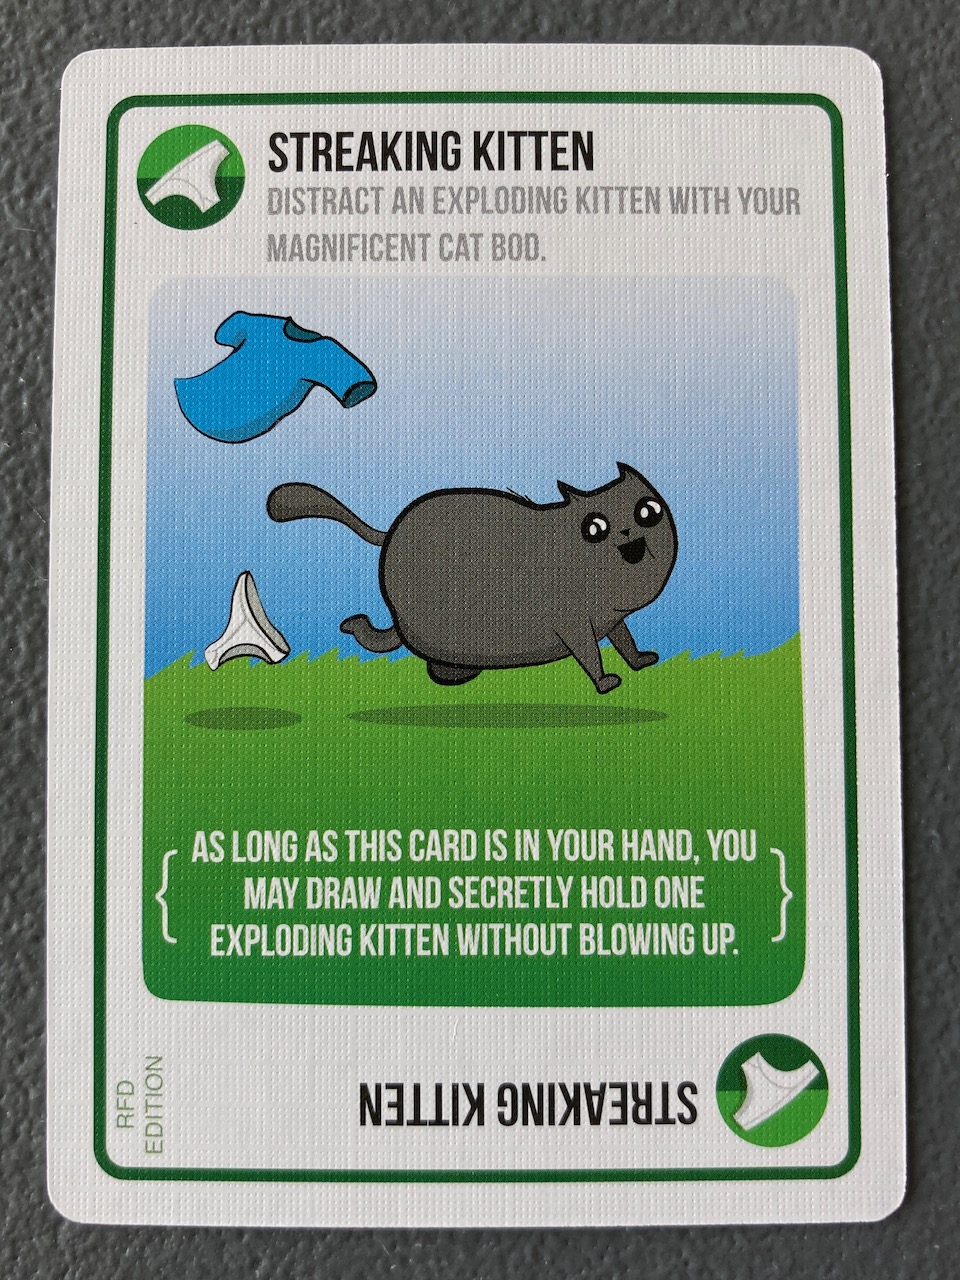 STREAKING KITTEN
DISTRACT AN EXPLODING KITTEN WITH YOUR
MAGNIFICENT CAT BOD.
AS LONG AS THIS CARD IS IN YOUR HAND, YOU
MAY DRAW AND SECRETLY HOLD ONE
EXPLODING KITTEN WITHOUT BLOWING UP.
RFD
EDITION
STREAKING KITTEN